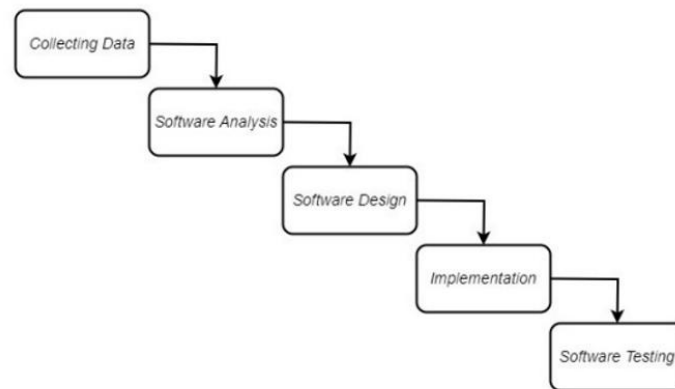 Collecting Data
Software Analysis
Software Design
Implementation
Software Testing